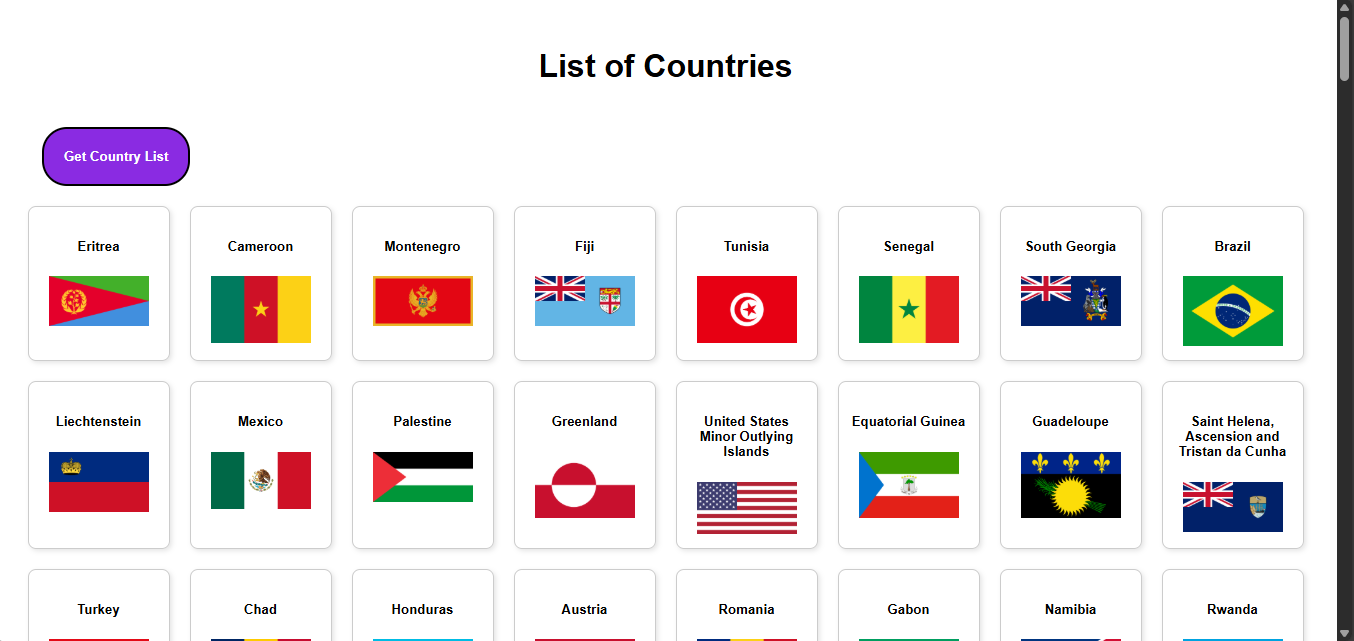 List of Countries
Get Country List
Eritrea
Cameroon
Montenegro
Fiji
Tunisia
Senegal
South Georgia
Brazil
Liechtenstein
Mexico
Palestine
Greenland
United States
Minor Outlying
Islands
Equatorial Guinea
Guadeloupe
Saint Helena,
Ascension and
Tristan da Cunha
Turkey
Chad
Honduras
Austria
Romania
Gabon
Namibia
Rwanda